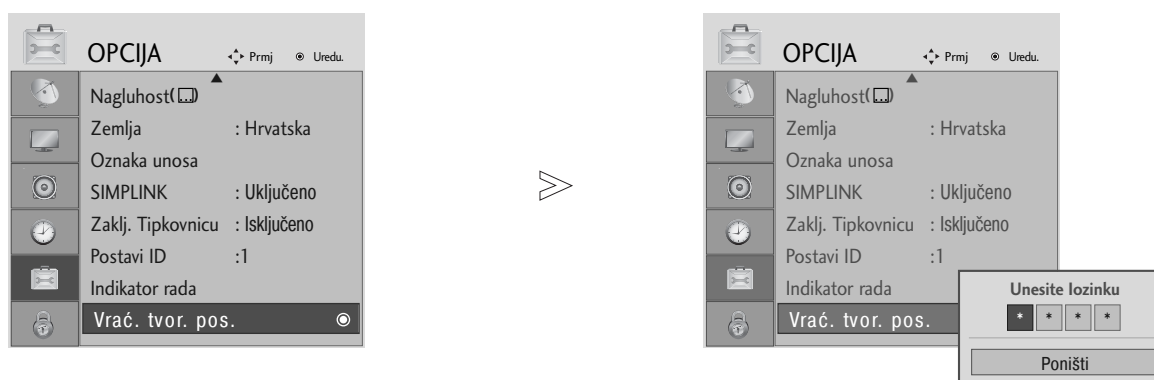 OPCIJA Prmj Uredu.
Nagluhost( )
Zemlja : Hrvatska
Oznaka unosa
SIMPLINK : Uključeno
Zaklj. Tipkovnicu : Isključeno
Postavi ID :1
Indikator rada
Vrać. tvor. pos.
OPCIJA Prmj Uredu.
Nagluhost( )
Zemlja : Hrvatska
Oznaka unosa
SIMPLINK : Uključeno
Zaklj. Tipkovnicu : Isključeno
Postavi ID :1
Indikator rada
Vrać. tvor. pos.
Unesite lozinku
* * * *
Poništi